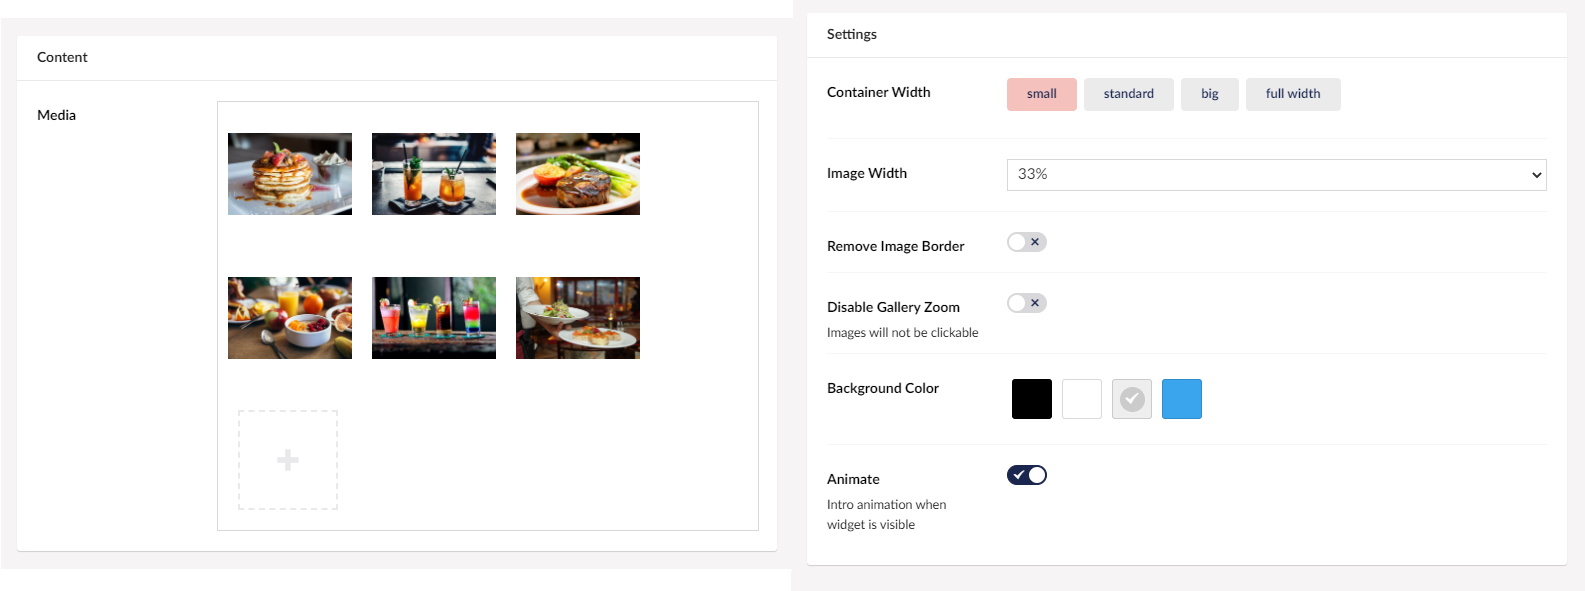 Content
Media
Settings
Container Width
small
standard
big
full width
Image Width
33%
Remove Image Border
Disable Gallery Zoom
Images will not be clickable
Background Color
Animate
Intro animation when
widget is visible